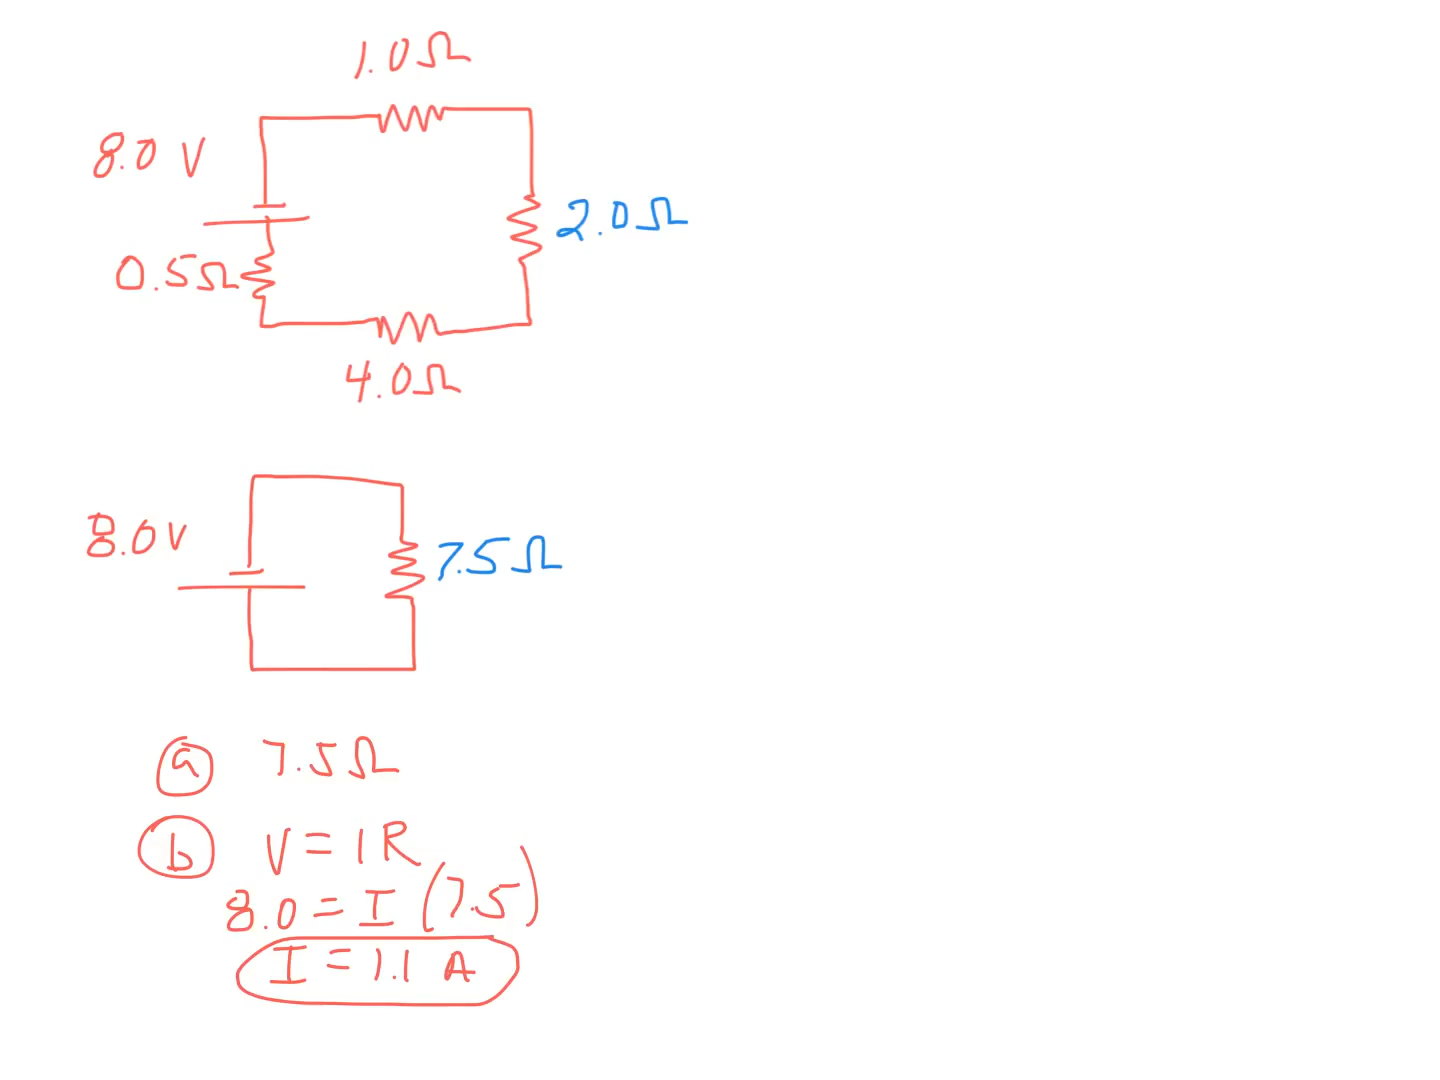 1.0Ω
8.0 V
2.0Ω
0.5Ω
4.0Ω
8.0V
7.5Ω
a 7.5Ω
b V = IR
8.0 = I (7.5)
I = 1.1 A